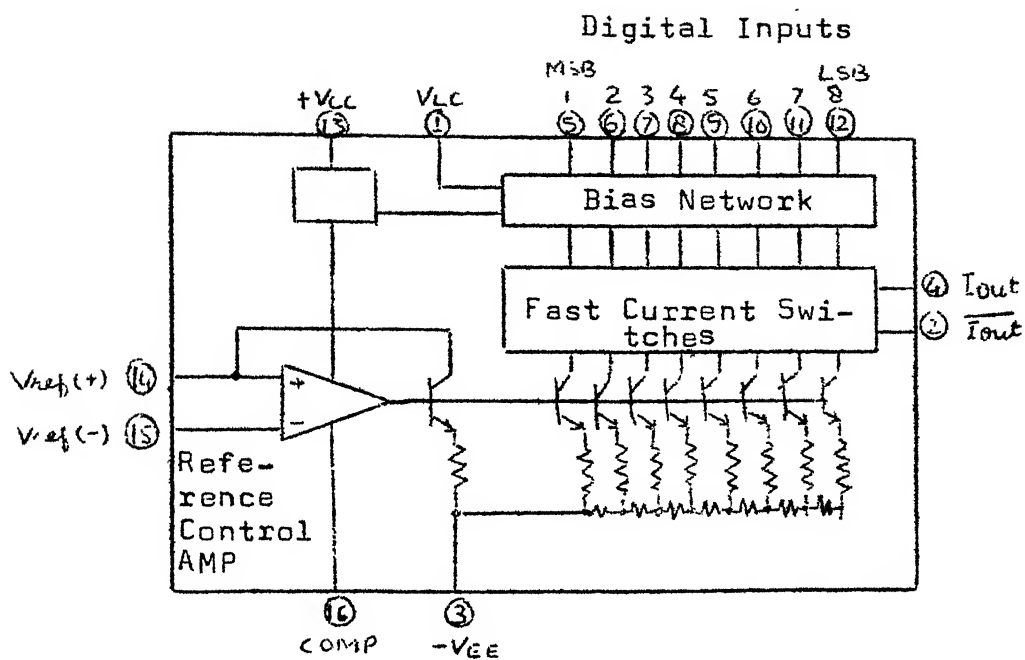 Digital Inputs
MSB LSB
1 2 3 4 5 6 7 8
+VCC VLC
13 1 5 6 7 8 9 10 11 12
Bias Network
Fast Current Swi-
tches
4 Iout
2 Iout
Vref(+) 14
+
Vref(-) 15
-
Refe-
rence
Control
AMP
16 3
COMP -VEE